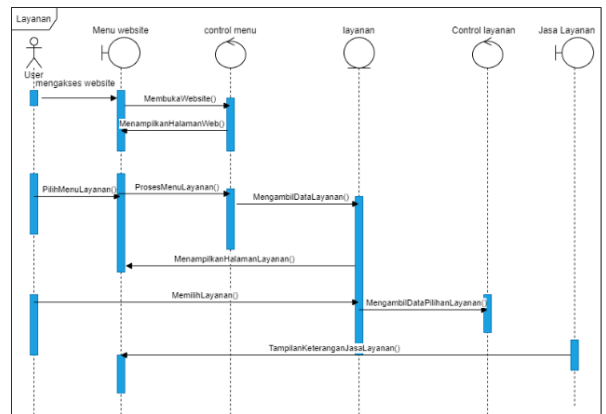 Layanan
Menu website
control menu
layanan
Control layanan
Jasa Layanan
User
mengakses website
MembukaWebsite()
MenampilkanHalamanWeb()
PilihMenuLayanan()
ProsesMenuLayanan()
MengambilDataLayanan()
MenampilkanHalamanLayanan()
MemilihLayanan()
MengambilDataPilihanLayanan()
TampilanKeteranganJasaLayanan()